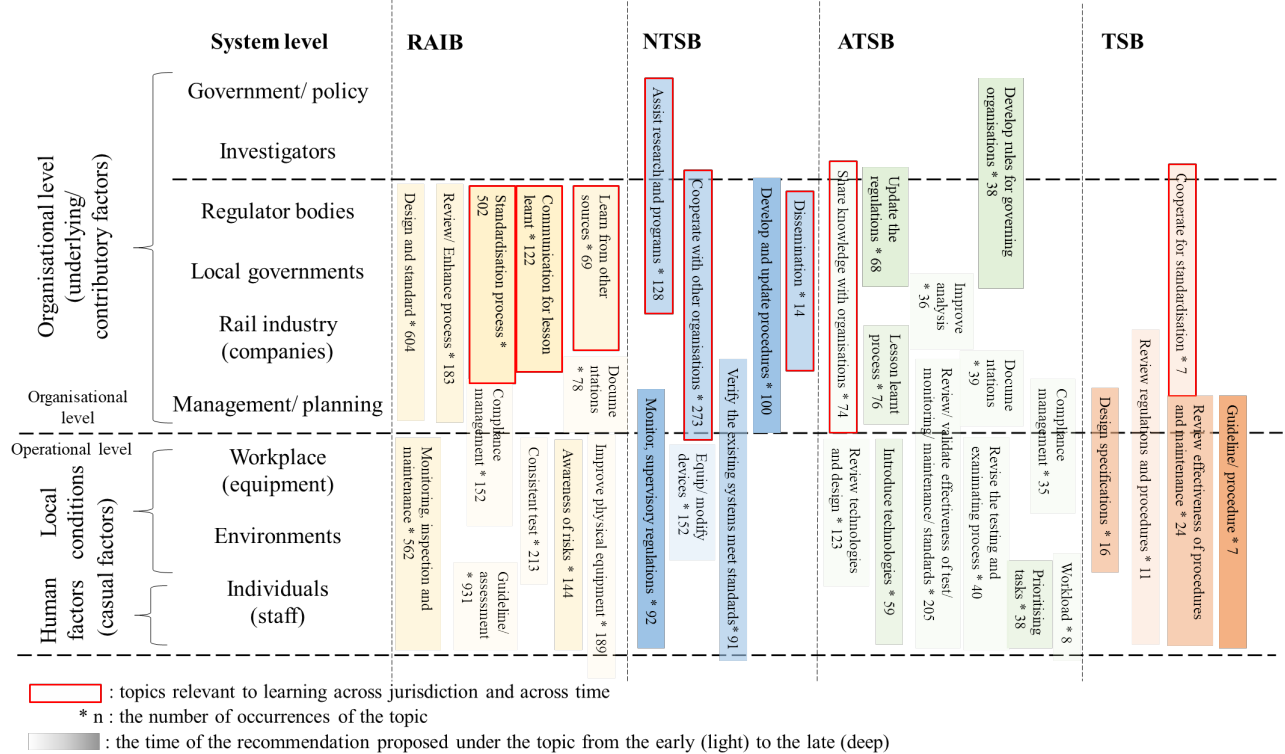 System level
RAIB
NTSB
ATSB
TSB
Organisational level
(underlying/
contributory factors)
Local
conditions
Human
factors
(casual factors)
Government/ policy
Investigators
Regulator bodies
Local governments
Rail industry
(companies)
Management/ planning
Organisational
level
Operational level
Workplace
(equipment)
Environments
Individuals
(staff)
Design and standard * 604
Review/ Enhance process * 183
Standardisation process *
502
Communication for lesson
learnt * 122
Learn from other
sources * 69
Docume
ntations
* 78
Compliance
management * 152
Monitoring, inspection and
maintenance * 562
Guideline/
assessment
* 931
Consistent test * 213
Awareness of risks * 144
Improve physical equipment * 189
Assist research and programs * 128
Cooperate with other organisations * 273
Develop and update procedures * 100
Dissemination * 14
Monitor, supervisory regulations * 92
Equip/ modify
devices * 152
Verify the existing systems meet standards* 91
Share knowledge with organisations * 74
Update the
regulations * 68
Develop rules for governing
organisations * 38
Improve
analysis
* 36
Lesson learnt
process * 76
Docume
ntations
* 39
Compliance
management * 35
Review technologies
and design * 123
Introduce technologies * 59
Review/ validate effectiveness of test/
monitoring/ maintenance/ standards * 205
Revise the testing and
examinating process * 40
Prioritising
tasks * 38
Workload * 8
Cooperate for standardisation * 7
Design specifications * 16
Review regulations and procedures * 11
Review effectiveness of procedures
and maintenance * 24
Guideline/ procedure * 7
: topics relevant to learning across jurisdiction and across time
* n : the number of occurrences of the topic
: the time of the recommendation proposed under the topic from the early (light) to the late (deep)